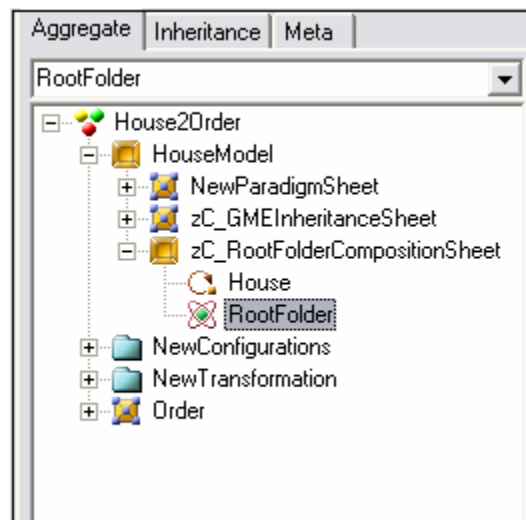 Aggregate Inheritance Meta
RootFolder
House2Order
HouseModel
NewParadigmSheet
zC_GMEInheritanceSheet
zC_RootFolderCompositionSheet
House
RootFolder
NewConfigurations
NewTransformation
Order